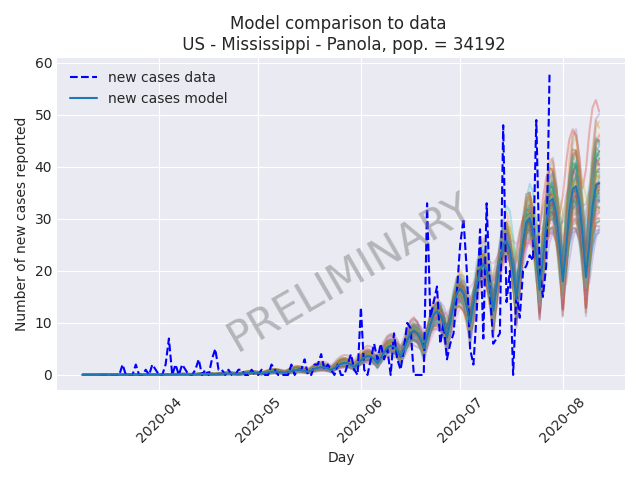 Model comparison to data
US - Mississippi - Panola, pop. = 34192
new cases data
new cases model
60
50
40
30
20
10
0
Number of new cases reported
PRELIMINARY
2020-04
2020-05
2020-06
2020-07
2020-08
Day